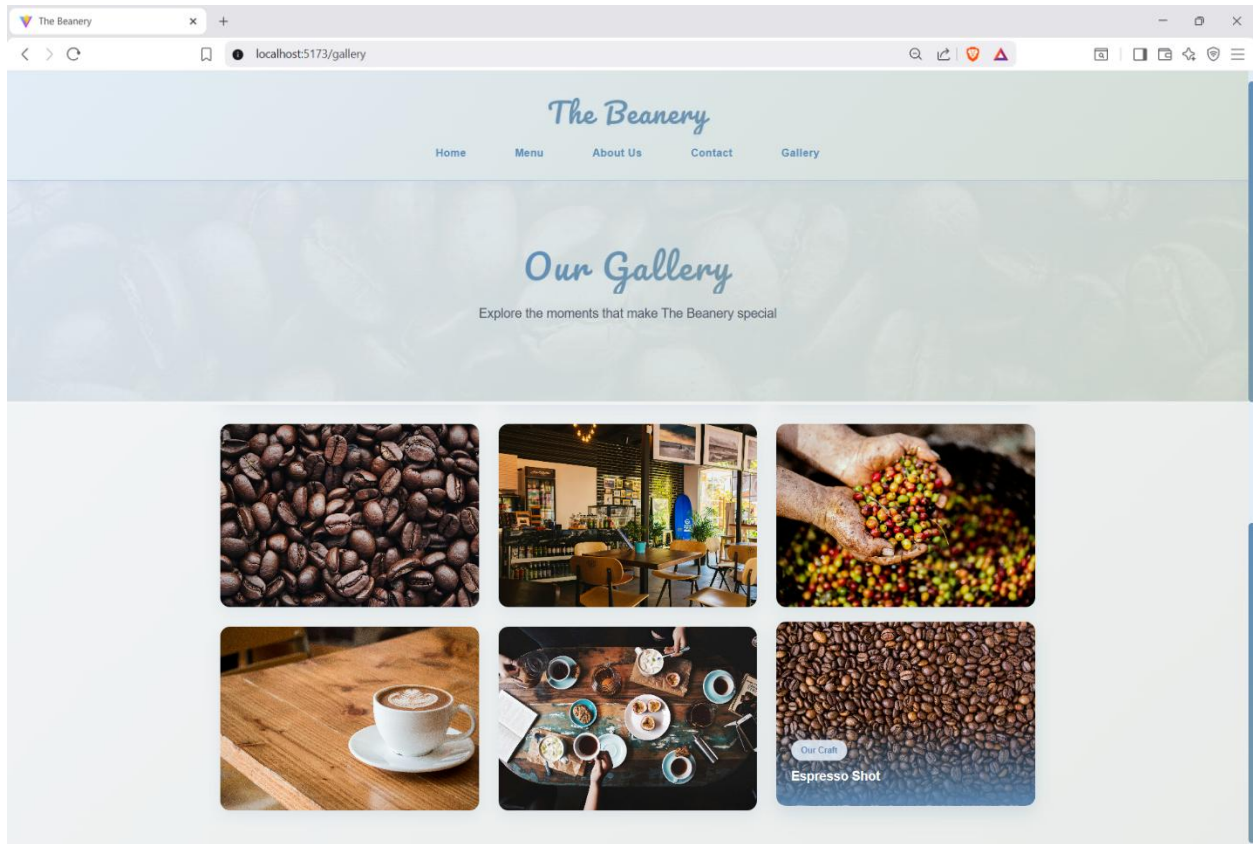 The Beanery
localhost:5173/gallery
The Beanery
Home Menu About Us Contact Gallery
Our Gallery
Explore the moments that make The Beanery special
Our Craft
Espresso Shot